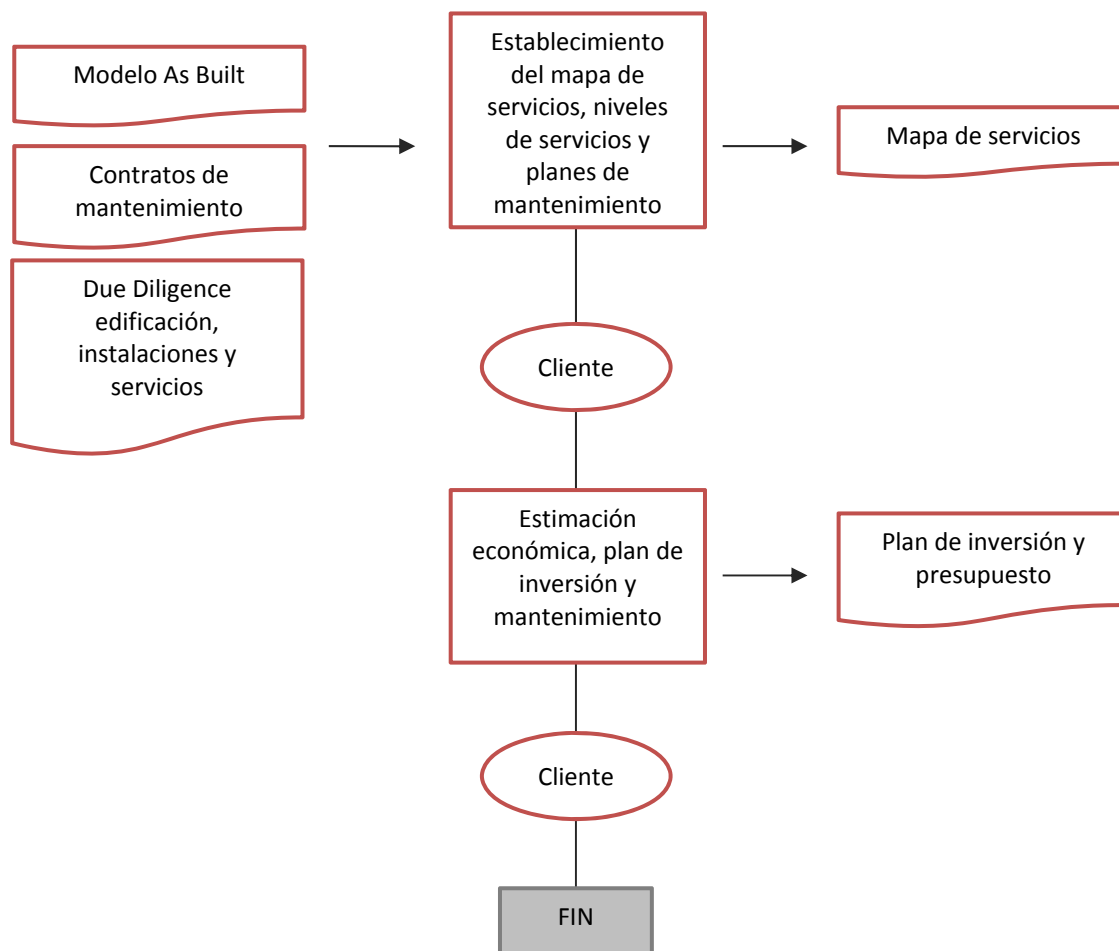 Modelo As Built
Contratos de
mantenimiento
Due Diligence
edificación,
instalaciones y
servicios
Establecimiento
del mapa de
servicios, niveles
de servicios y
planes de
mantenimiento
Mapa de servicios
Cliente
Estimación
económica, plan de
inversión y
mantenimiento
Plan de inversión y
presupuesto
Cliente
FIN